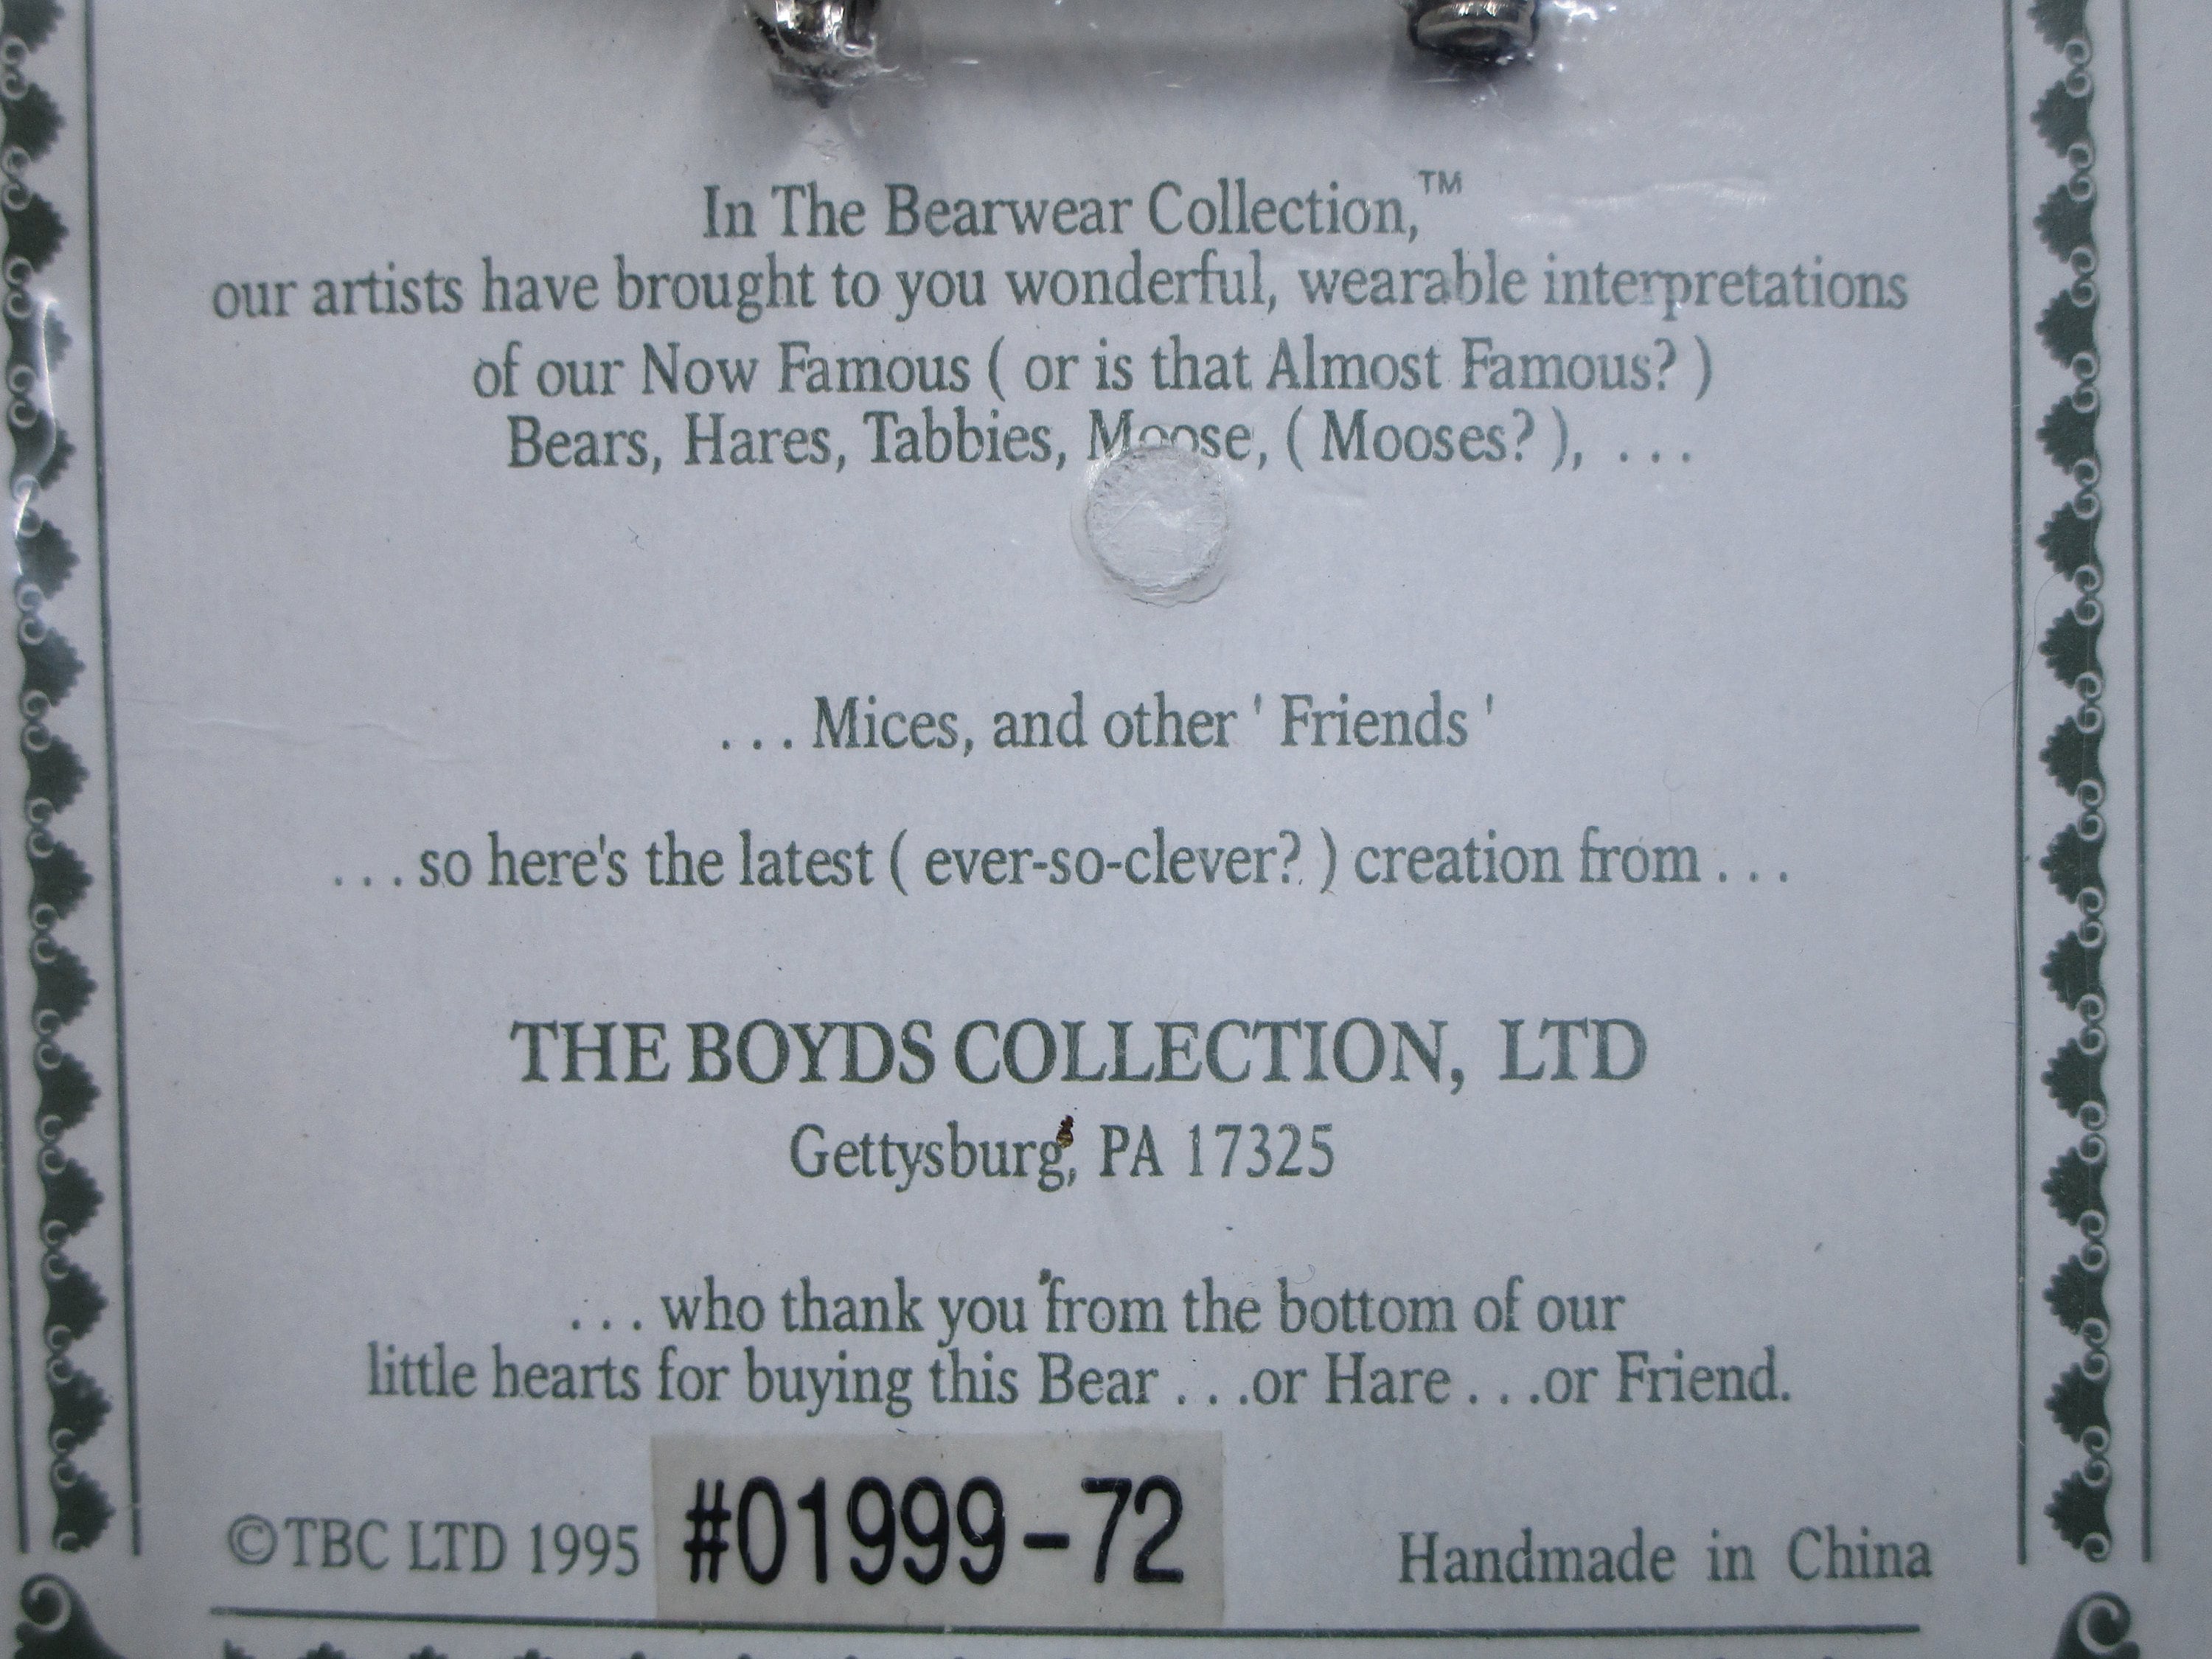 In The Bearwear Collection,™
our artists have brought to you wonderful, wearable interpretations
of our Now Famous ( or is that Almost Famous? )
Bears, Hares, Tabbies, Moose, ( Mooses? ), ...
...Mices, and other ' Friends '
...so here's the latest ( ever-so-clever? ) creation from...
THE BOYDS COLLECTION, LTD
Gettysburg, PA 17325
...who thank you from the bottom of our
little hearts for buying this Bear ...or Hare ...or Friend.
©TBC LTD 1995 #01999-72 Handmade in China